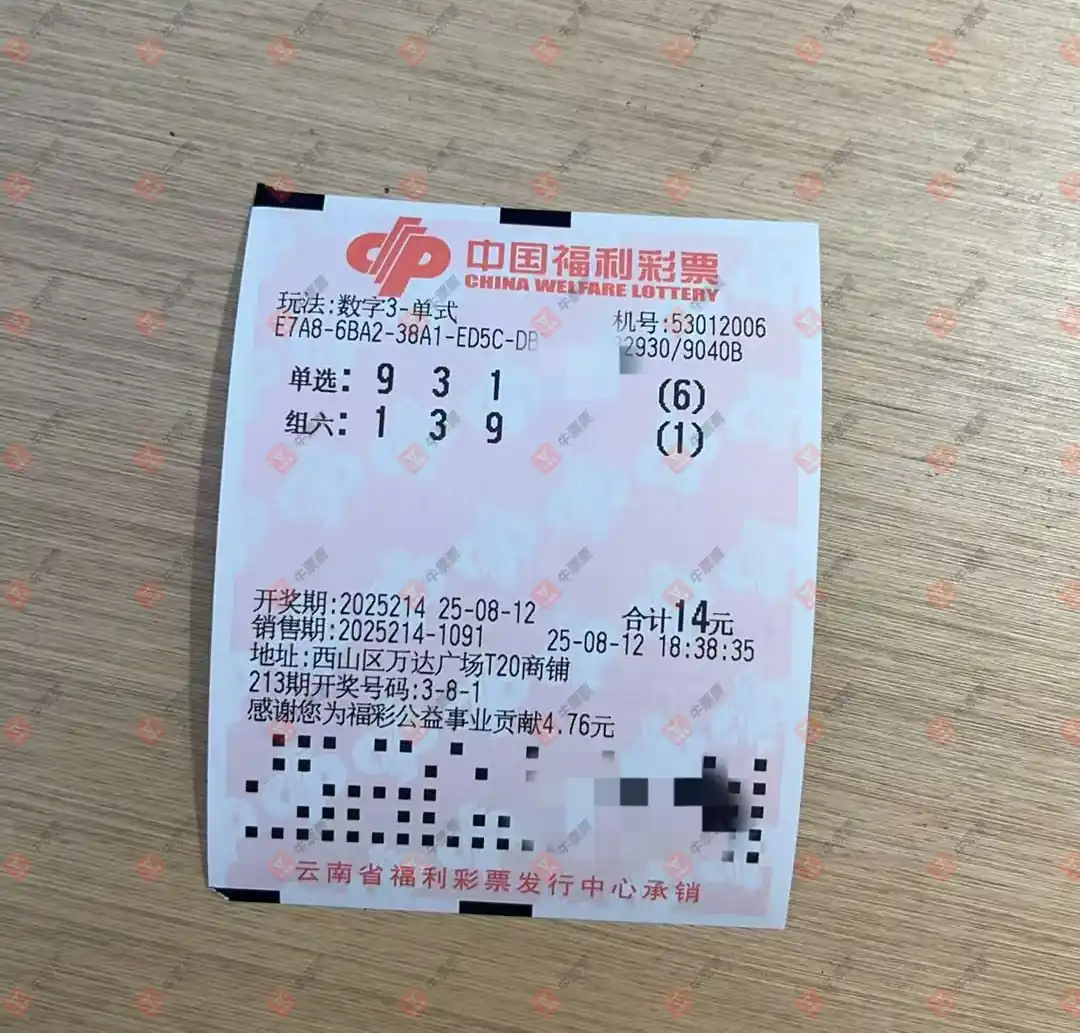 中国福利彩票
CHINA WELFARE LOTTERY
玩法:数字3-单式 机号:53012006
E7A8-6BA2-38A1-ED5C-DB 2930/9040B
单选: 9 3 1 (6)
组六: 1 3 9 (1)
开奖期:2025214 25-08-12 合计14元
销售期:2025214-1091 25-08-12 18:38:35
地址:西山区万达广场T20商铺
213期开奖号码:3-8-1
感谢您为福彩公益事业贡献4.76元
云南省福利彩票发行中心承销
牛票票